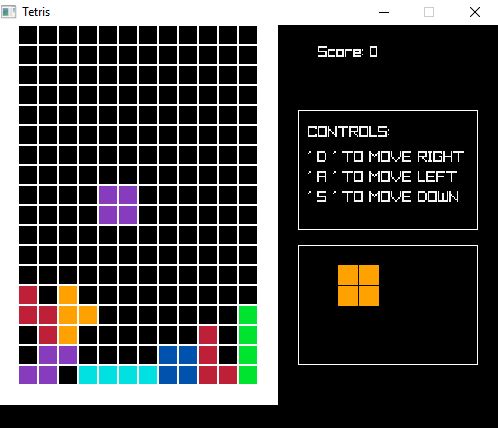 Tetris
Score: 0
CONTROLS:
' D ' TO MOVE RIGHT
' A ' TO MOVE LEFT
' S ' TO MOVE DOWN